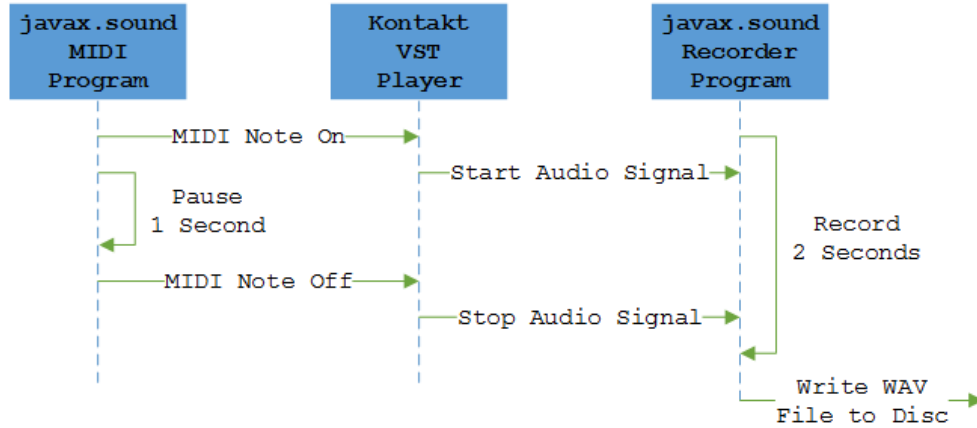 javax.sound
MIDI
Program
Kontakt
VST
Player
javax.sound
Recorder
Program
MIDI Note On
Start Audio Signal
Pause
1 Second
Record
2 Seconds
MIDI Note Off
Stop Audio Signal
Write WAV
File to Disc